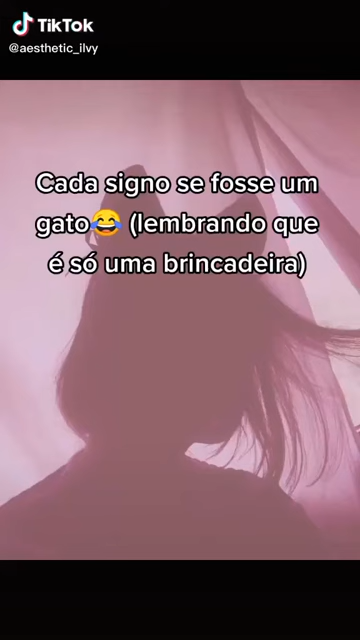 TikTok
@aesthetic_ilvy
Cada signo se fosse um
gato😂 (lembrando que
é só uma brincadeira)